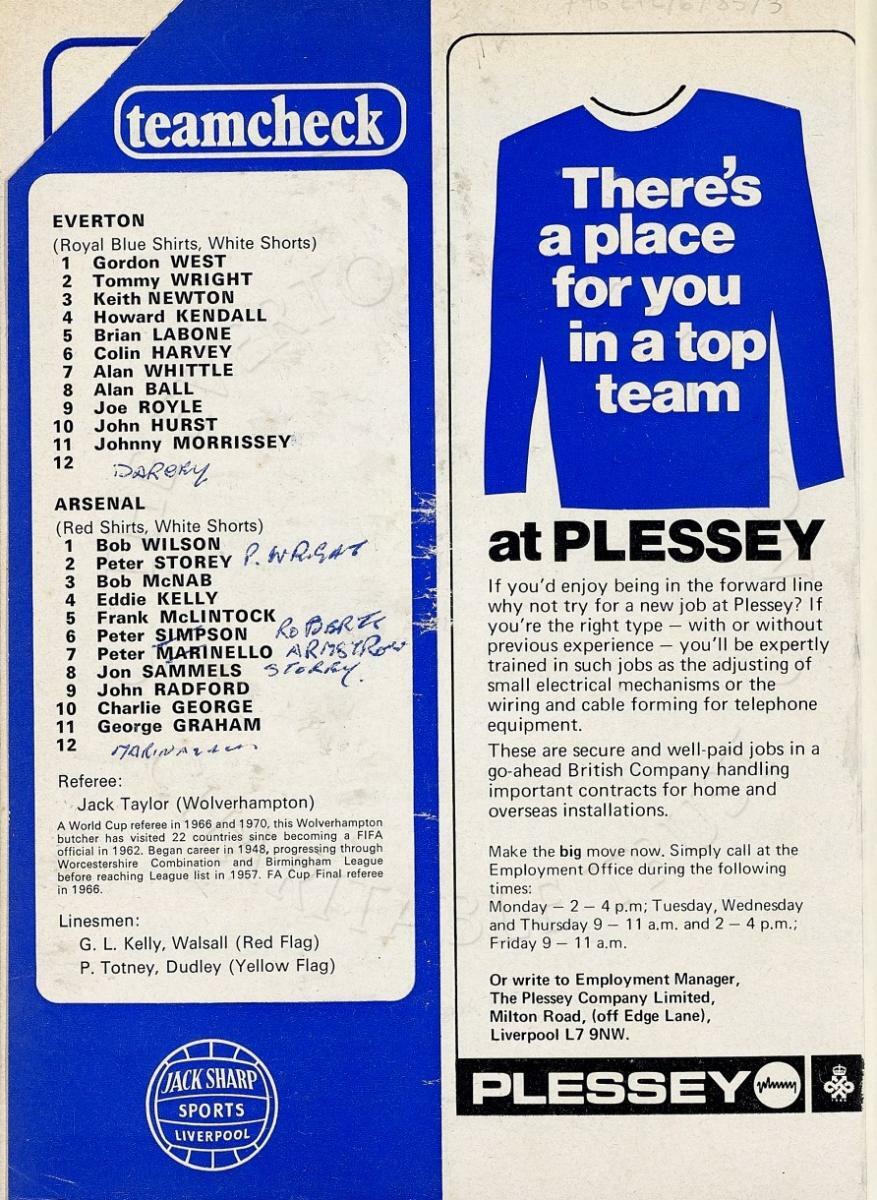 teamcheck
EVERTON
(Royal Blue Shirts, White Shorts)
1 Gordon WEST
2 Tommy WRIGHT
3 Keith NEWTON
4 Howard KENDALL
5 Brian LABONE
6 Colin HARVEY
7 Alan WHITTLE
8 Alan BALL
9 Joe ROYLE
10 John HURST
11 Johnny MORRISSEY
12
ARSENAL
(Red Shirts, White Shorts)
1 Bob WILSON
2 Peter STOREY P. WRIGHT
3 Bob McNAB
4 Eddie KELLY
5 Frank McLINTOCK
6 Peter SIMPSON ROBERTS
7 Peter MARINELLO
8 Jon SAMMELS STOREY.
9 John RADFORD
10 Charlie GEORGE
11 George GRAHAM
12
Referee:
Jack Taylor (Wolverhampton)
A World Cup referee in 1966 and 1970, this Wolverhampton
butcher has visited 22 countries since becoming a FIFA
official in 1962. Began career in 1948, progressing through
Worcestershire Combination and Birmingham League
before reaching League list in 1957. FA Cup Final referee
in 1966.
Linesmen:
G. L. Kelly, Walsall (Red Flag)
P. Totney, Dudley (Yellow Flag)
JACK SHARP
SPORTS
LIVERPOOL
There's
a place
for you
in a top
team
at PLESSEY
If you'd enjoy being in the forward line
why not try for a new job at Plessey? If
you're the right type – with or without
previous experience – you'll be expertly
trained in such jobs as the adjusting of
small electrical mechanisms or the
wiring and cable forming for telephone
equipment.
These are secure and well-paid jobs in a
go-ahead British Company handling
important contracts for home and
overseas installations.
Make the big move now. Simply call at the
Employment Office during the following
times:
Monday – 2 – 4 p.m; Tuesday, Wednesday
and Thursday 9 – 11 a.m. and 2 – 4 p.m.;
Friday 9 – 11 a.m.
Or write to Employment Manager,
The Plessey Company Limited,
Milton Road, (off Edge Lane),
Liverpool L7 9NW.
PLESSEY